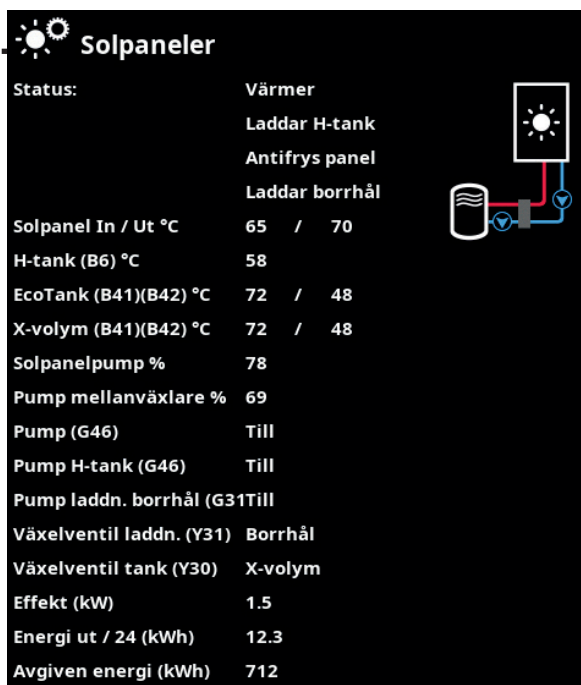 Solpaneler
Status: Värmer
Laddar H-tank
Antifrys panel
Laddar borrhål
Solpanel In / Ut °C 65 / 70
H-tank (B6) °C 58
EcoTank (B41)(B42) °C 72 / 48
X-volym (B41)(B42) °C 72 / 48
Solpanelpump % 78
Pump mellanväxlare % 69
Pump (G46) Till
Pump H-tank (G46) Till
Pump laddn. borrhål (G31Till
Växelventil laddn. (Y31) Borrhål
Växelventil tank (Y30) X-volym
Effekt (kW) 1.5
Energi ut / 24 (kWh) 12.3
Avgiven energi (kWh) 712